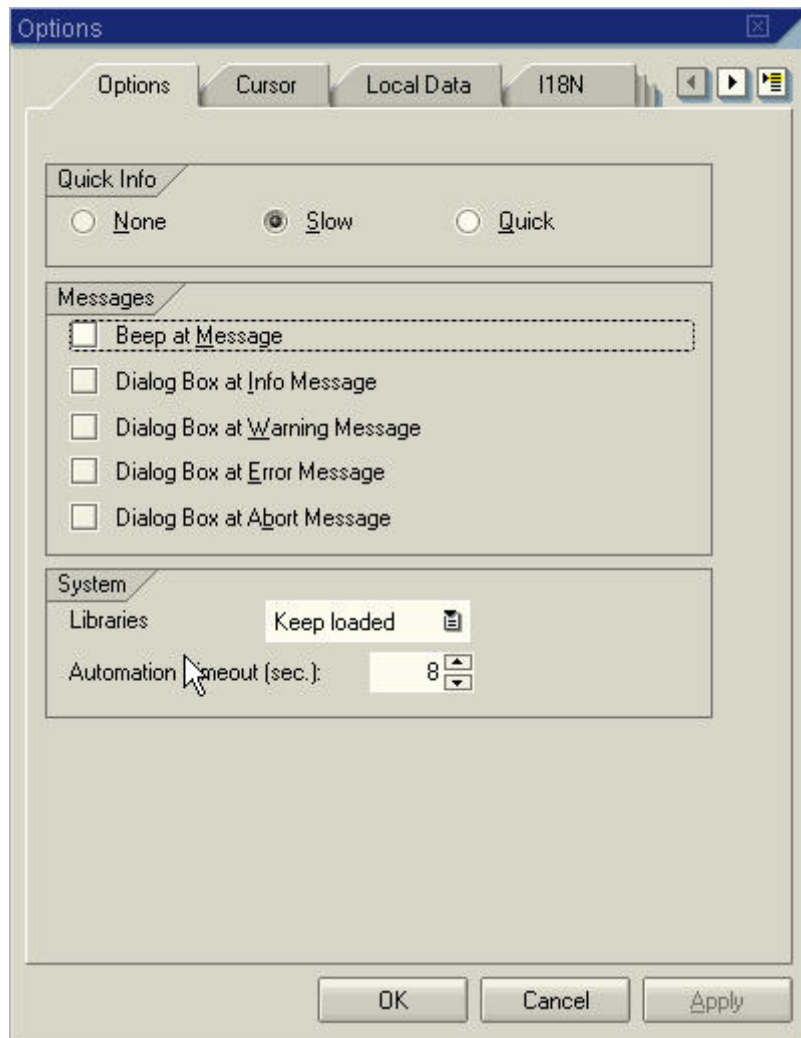 Options
Options Cursor Local Data I18N
Quick Info
None Slow Quick
Messages
Beep at Message
Dialog Box at Info Message
Dialog Box at Warning Message
Dialog Box at Error Message
Dialog Box at Abort Message
System
Libraries Keep loaded
Automation Timeout (sec.): 8
OK Cancel Apply